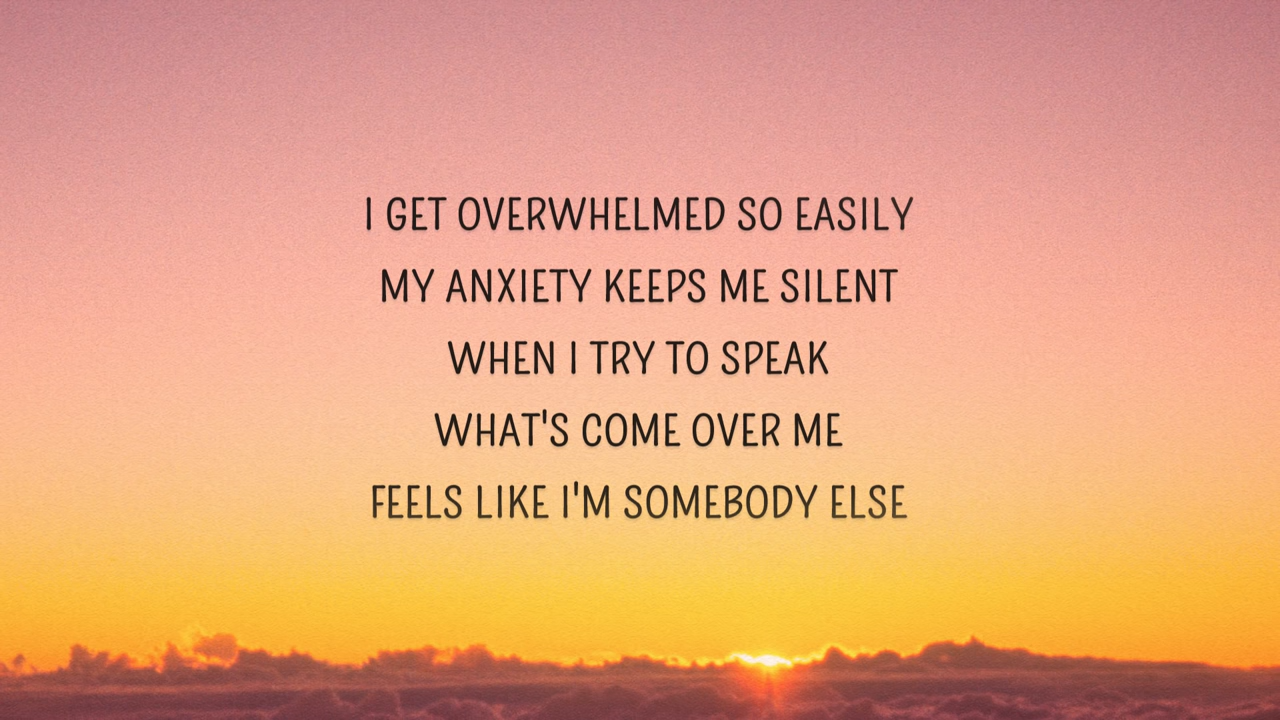 I GET OVERWHELMED SO EASILY
MY ANXIETY KEEPS ME SILENT
WHEN I TRY TO SPEAK
WHAT'S COME OVER ME
FEELS LIKE I'M SOMEBODY ELSE